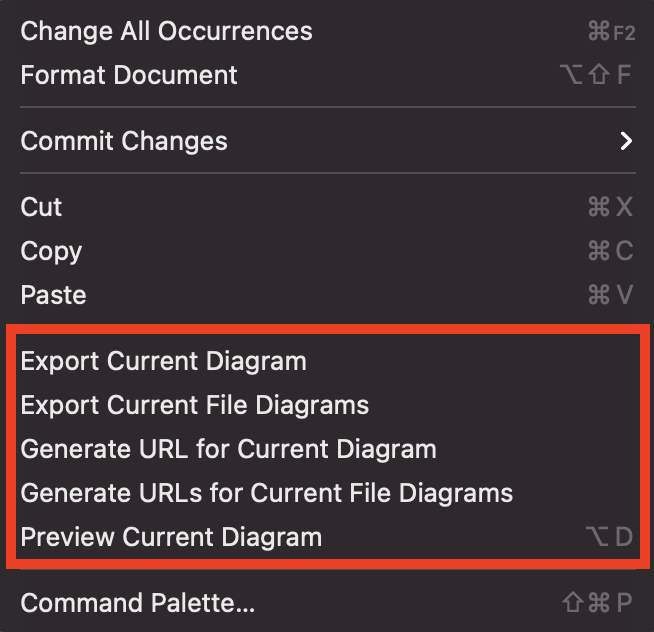 Change All Occurrences ⌘F2
Format Document ⌥⇧F
Commit Changes
Cut ⌘X
Copy ⌘C
Paste ⌘V
Export Current Diagram
Export Current File Diagrams
Generate URL for Current Diagram
Generate URLs for Current File Diagrams
Preview Current Diagram ⌥D
Command Palette... ⇧⌘P